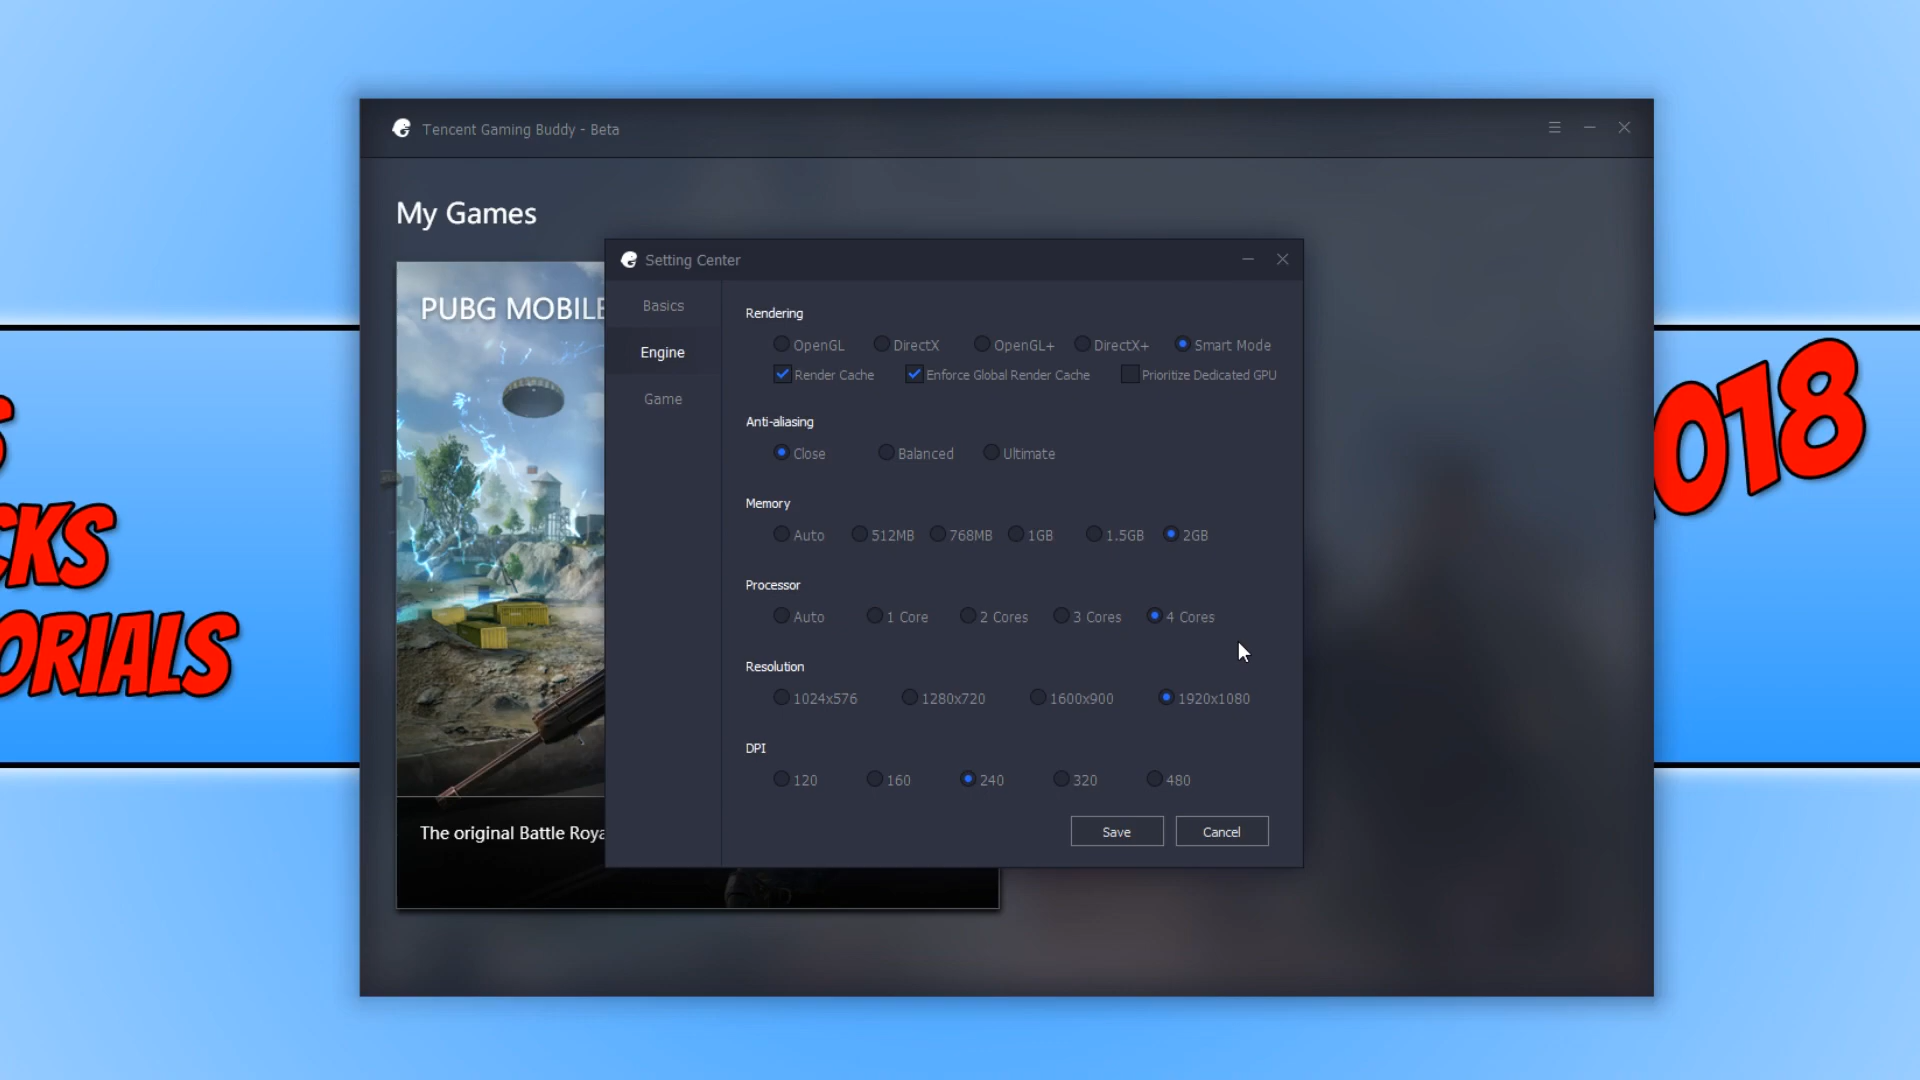 Tencent Gaming Buddy - Beta
My Games
PUBG MOBILE
The original Battle Roya
Setting Center
Basics
Engine
Game
Rendering
OpenGL DirectX OpenGL+ DirectX+ Smart Mode
Render Cache Enforce Global Render Cache Prioritize Dedicated GPU
Anti-aliasing
Close Balanced Ultimate
Memory
Auto 512MB 768MB 1GB 1.5GB 2GB
Processor
Auto 1 Core 2 Cores 3 Cores 4 Cores
Resolution
1024x576 1280x720 1600x900 1920x1080
DPI
120 160 240 320 480
Save Cancel
S
CKS
ORIALS
018